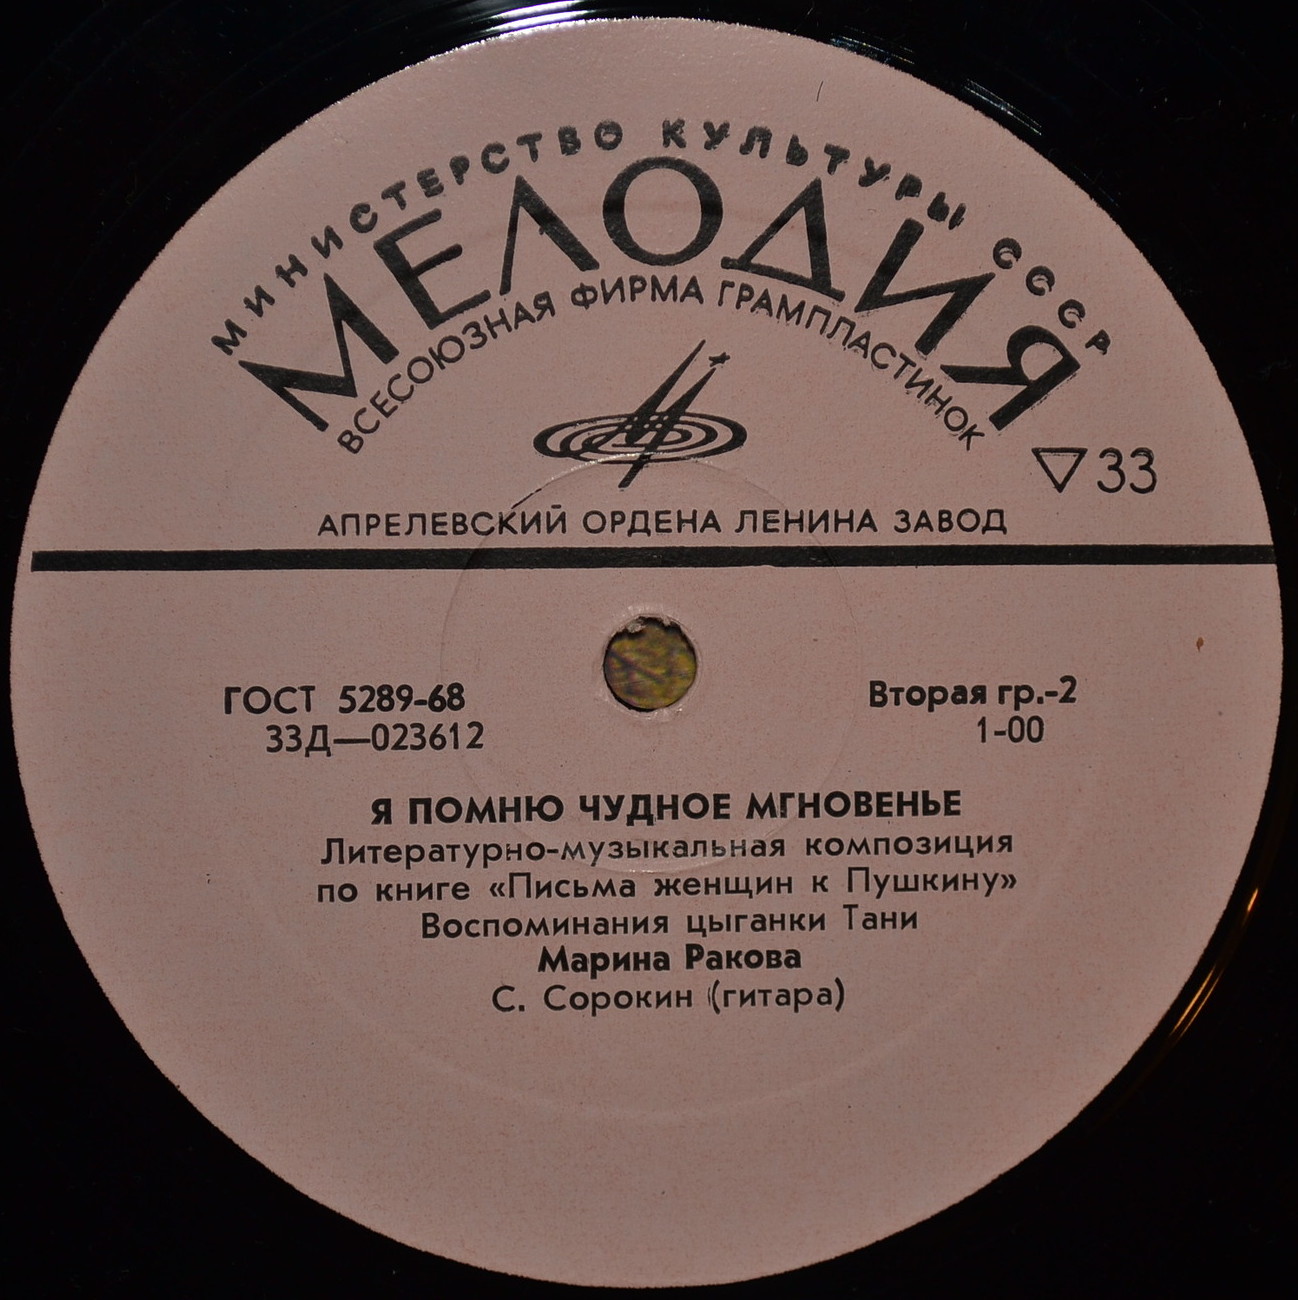 МИНИСТЕРСТВО КУЛЬТУРЫ СССР
МЕЛОДИЯ
ВСЕСОЮЗНАЯ ФИРМА ГРАМПЛАСТИНОК
33
АПРЕЛЕВСКИЙ ОРДЕНА ЛЕНИНА ЗАВОД
ГОСТ 5289-68
33Д—023612
Вторая гр.-2
1-00
Я ПОМНЮ ЧУДНОЕ МГНОВЕНЬЕ
Литературно-музыкальная композиция
по книге «Письма женщин к Пушкину»
Воспоминания цыганки Тани
Марина Ракова
С. Сорокин (гитара)